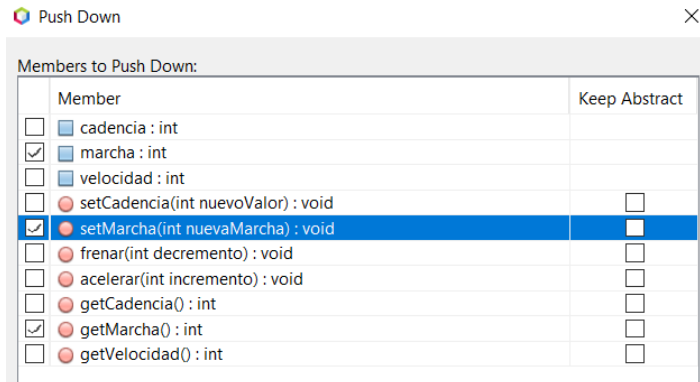 Push Down
Members to Push Down:
Member Keep Abstract
cadencia : int
marcha : int
velocidad : int
setCadencia(int nuevoValor) : void
setMarcha(int nuevaMarcha) : void
frenar(int decremento) : void
acelerar(int incremento) : void
getCadencia() : int
getMarcha() : int
getVelocidad() : int